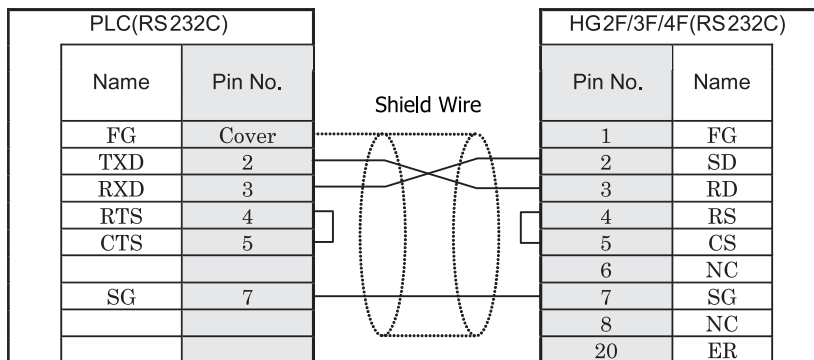 PLC(RS232C) HG2F/3F/4F(RS232C)
Name Pin No. Pin No. Name
Shield Wire
FG Cover 1 FG
TXD 2 2 SD
RXD 3 3 RD
RTS 4 4 RS
CTS 5 5 CS
6 NC
SG 7 7 SG
8 NC
20 ER